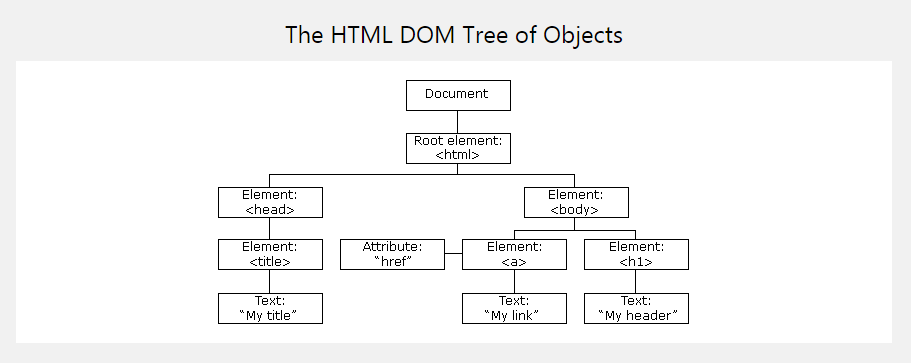 The HTML DOM Tree of Objects
Document
Root element:
<html>
Element:
<head>
Element:
<body>
Element:
<title>
Attribute:
“href”
Element:
<a>
Element:
<h1>
Text:
“My title”
Text:
“My link”
Text:
“My header”